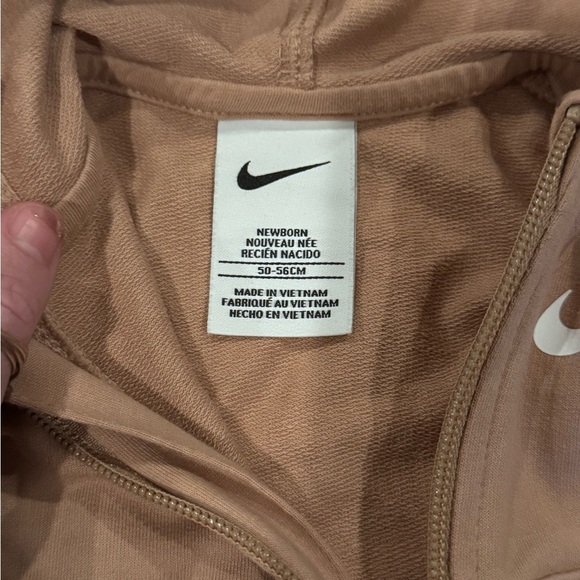 NEWBORN
NOUVEAU NÉE
RECIÉN NACIDO
50-56CM
MADE IN VIETNAM
FABRIQUÉ AU VIETNAM
HECHO EN VIETNAM